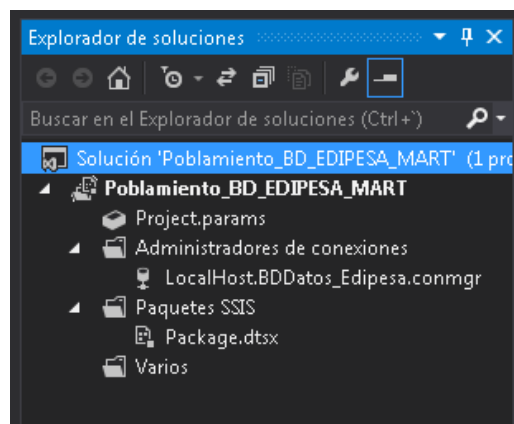 Explorador de soluciones
Buscar en el Explorador de soluciones (Ctrl+`)
Solución 'Poblamiento_BD_EDIPESA_MART' (1 pro
Poblamiento_BD_EDIPESA_MART
Project.params
Administradores de conexiones
LocalHost.BDDatos_Edipesa.conmgr
Paquetes SSIS
Package.dtsx
Varios